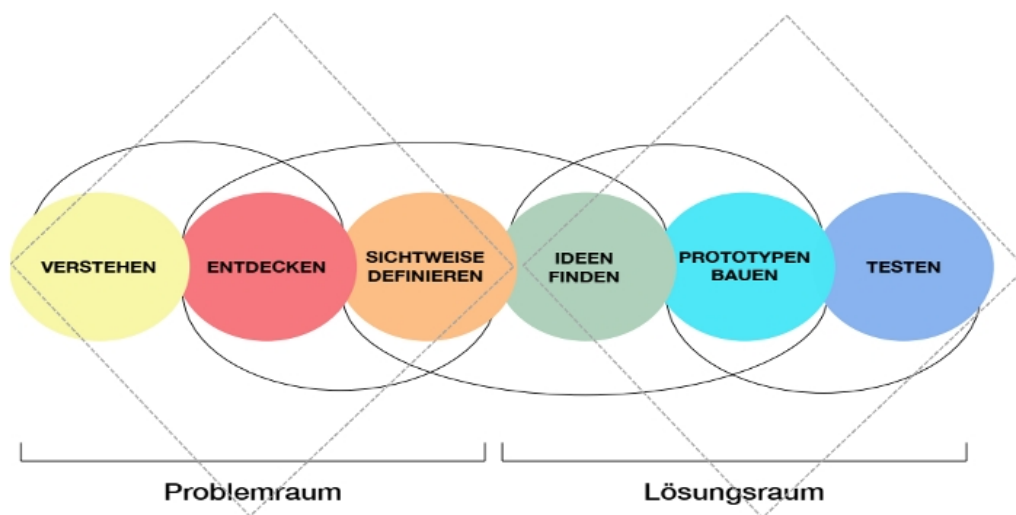 VERSTEHEN
ENTDECKEN
SICHTWEISE
DEFINIEREN
IDEEN
FINDEN
PROTOTYPEN
BAUEN
TESTEN
Problemraum
Lösungsraum